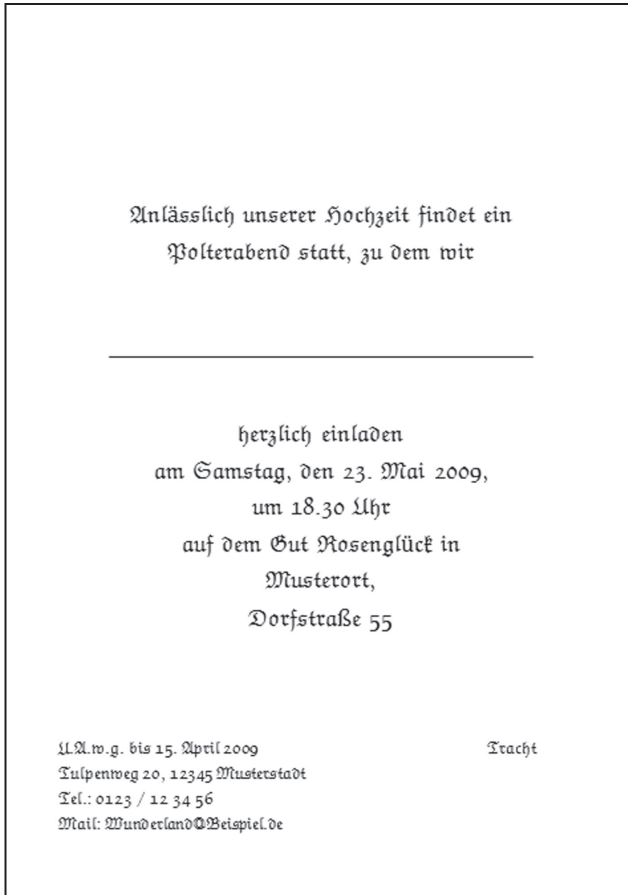 Anlässlich unserer Hochzeit findet ein
Polterabend statt, zu dem wir
herzlich einladen
am Samstag, den 23. Mai 2009,
um 18.30 Uhr
auf dem Gut Rosenglück in
Musterort,
Dorfstraße 55
U.A.w.g. bis 15. April 2009 Tracht
Tulpenweg 20, 12345 Musterstadt
Tel.: 0123 / 12 34 56
Mail: Wunderland@Beispiel.de